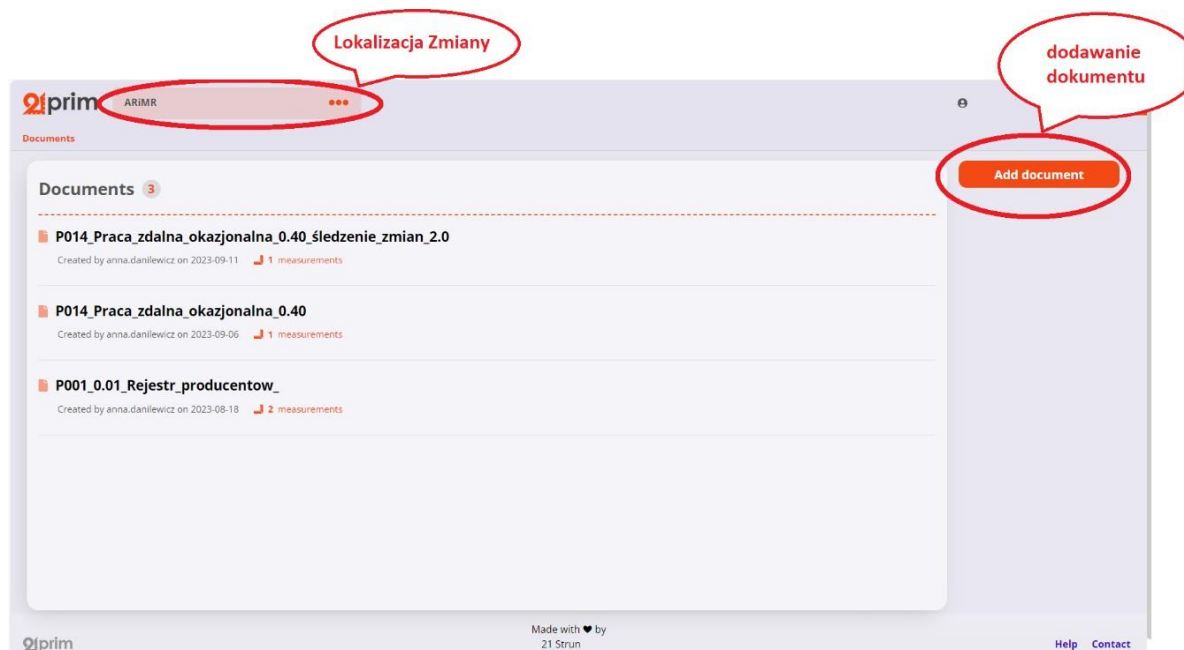 Lokalizacja Zmiany
dodawanie
dokumentu
21prim
ARiMR
Documents
Add document
Documents 3
P014_Praca_zdalna_okazjonalna_0.40_śledzenie_zmian_2.0
Created by anna.danilewicz on 2023-09-11 1 measurements
P014_Praca_zdalna_okazjonalna_0.40
Created by anna.danilewicz on 2023-09-06 1 measurements
P001_0.01_Rejestr_producentow_
Created by anna.danilewicz on 2023-08-18 2 measurements
Made with ♥ by
21 Strun
21prim
Help Contact